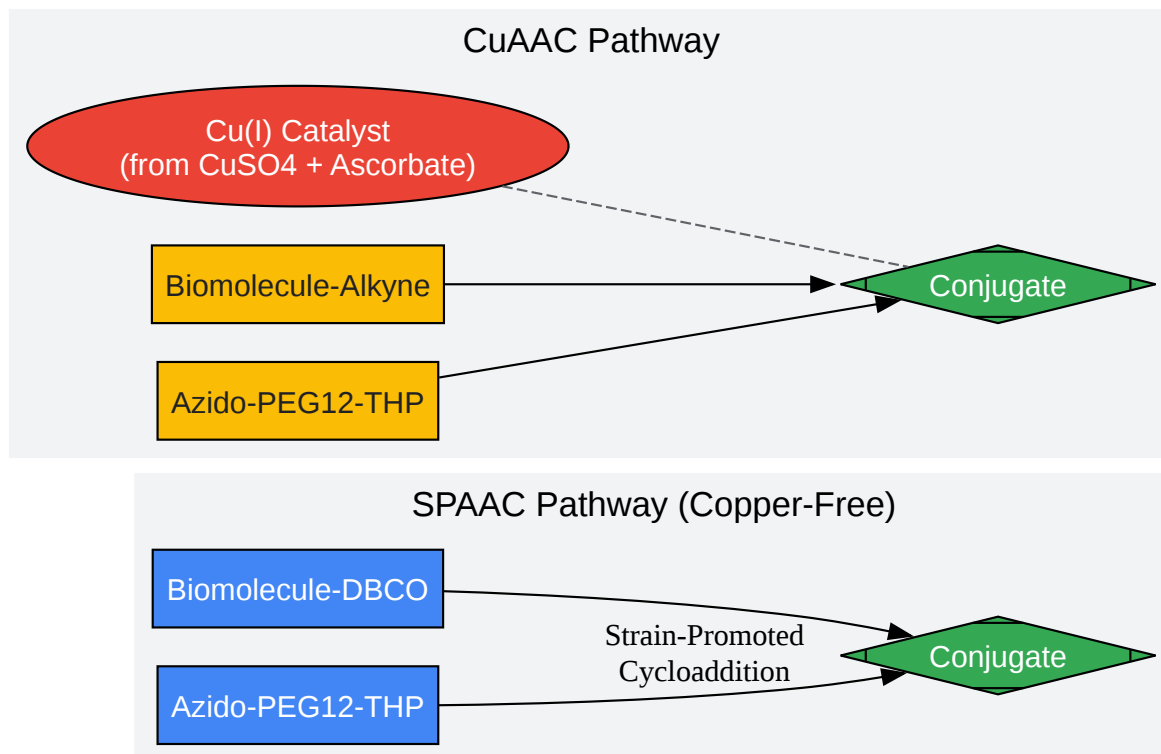 CuAAC Pathway
Cu(I) Catalyst
(from CuSO4 + Ascorbate)
Biomolecule-Alkyne
Conjugate
Azido-PEG12-THP
SPAAC Pathway (Copper-Free)
Biomolecule-DBCO
Strain-Promoted
Cycloaddition
Conjugate
Azido-PEG12-THP